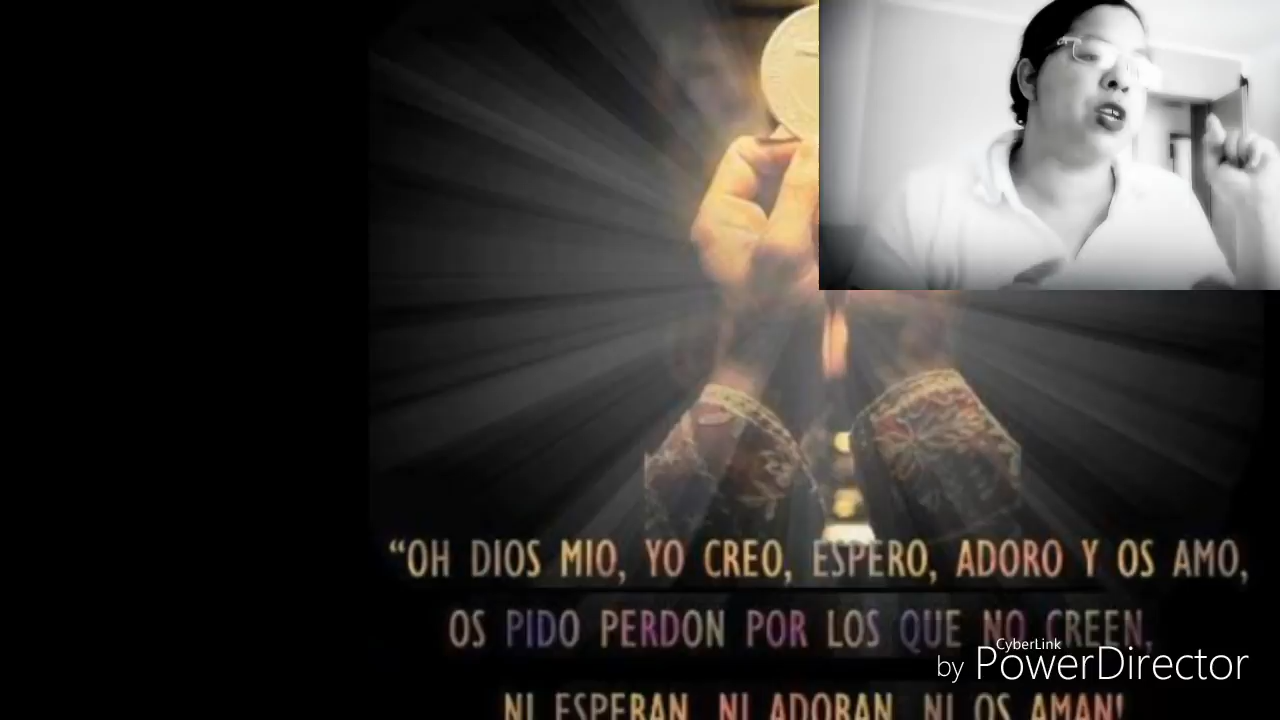 “OH DIOS MIO, YO CREO, ESPERO, ADORO Y OS AMO,
OS PIDO PERDON POR LOS QUE NO CREEN,
NI ESPERAN, NI ADORAN, NI OS AMAN!
CyberLink
by PowerDirector